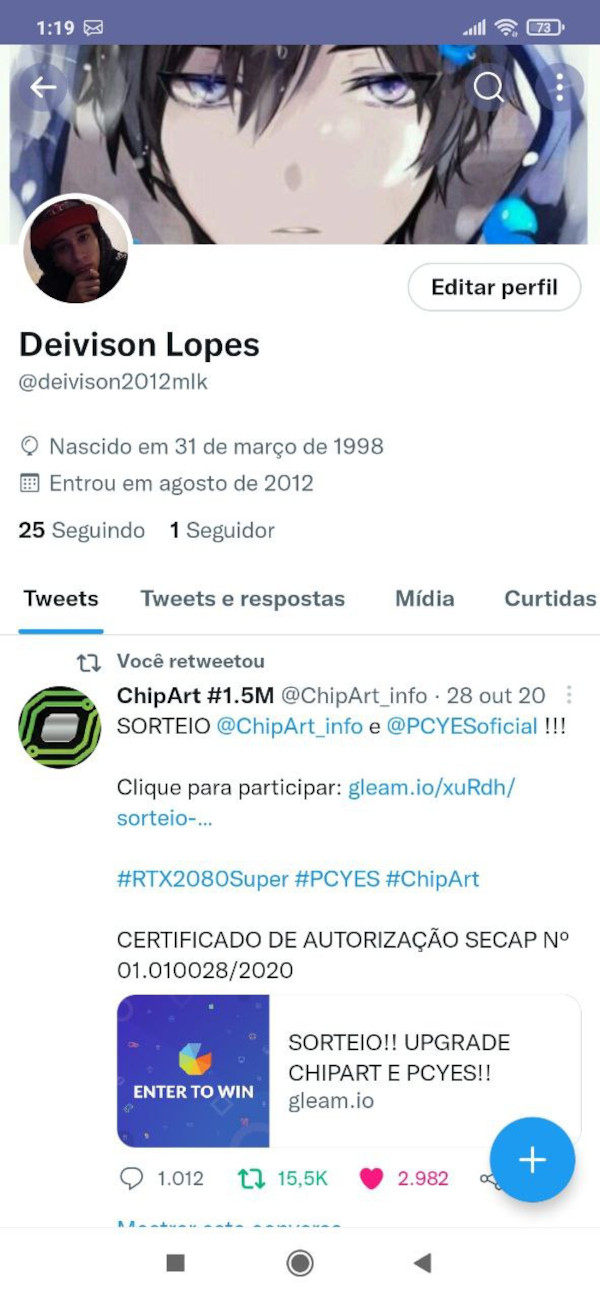 1:19
73
Editar perfil
Deivison Lopes
@deivison2012mlk
Nascido em 31 de março de 1998
Entrou em agosto de 2012
25 Seguindo 1 Seguidor
Tweets Tweets e respostas Mídia Curtidas
Você retweetou
ChipArt #1.5M @ChipArt_info · 28 out 20
SORTEIO @ChipArt_info e @PCYESoficial !!!
Clique para participar: gleam.io/xuRdh/
sorteio-...
#RTX2080Super #PCYES #ChipArt
CERTIFICADO DE AUTORIZAÇÃO SECAP Nº
01.010028/2020
ENTER TO WIN
SORTEIO!! UPGRADE
CHIPART E PCYES!!
gleam.io
1.012 15,5K 2.982
Mostrar esta conversa